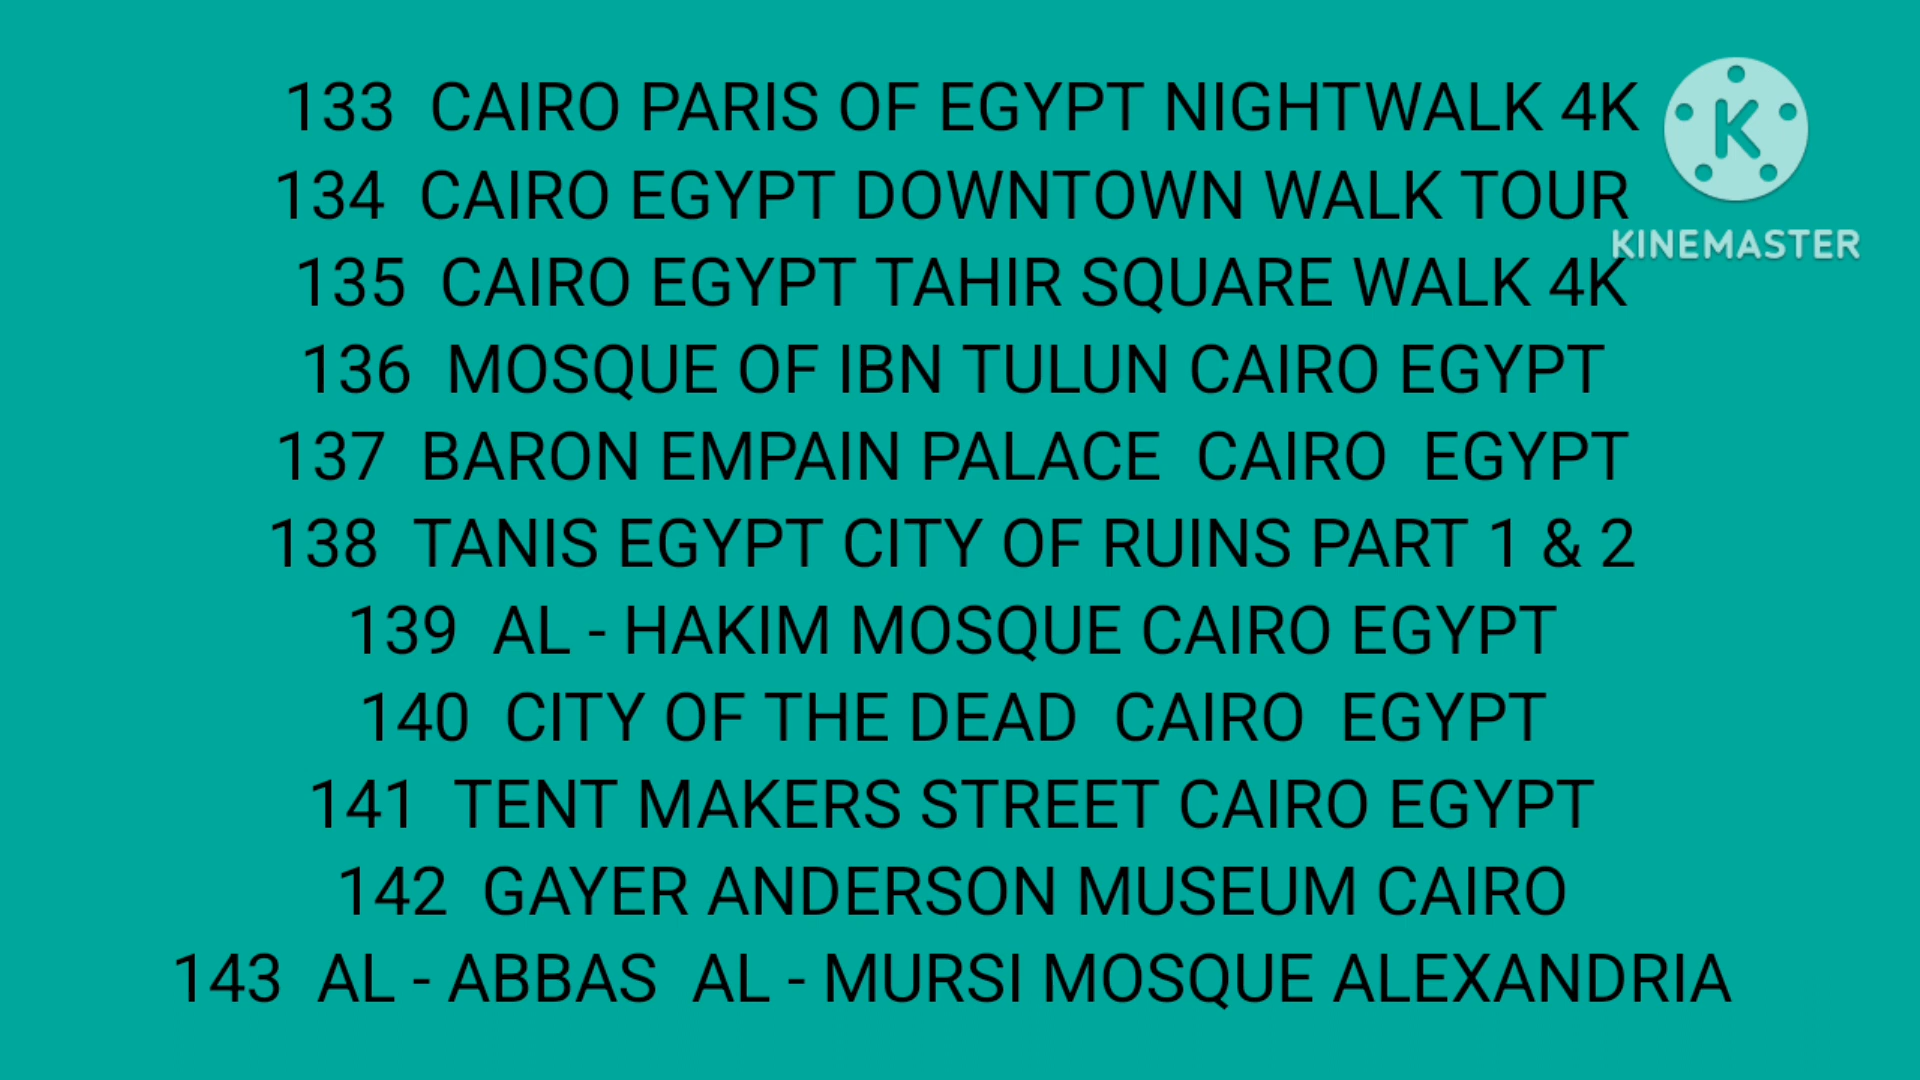 133 CAIRO PARIS OF EGYPT NIGHTWALK 4K
134 CAIRO EGYPT DOWNTOWN WALK TOUR
135 CAIRO EGYPT TAHIR SQUARE WALK 4K
136 MOSQUE OF IBN TULUN CAIRO EGYPT
137 BARON EMPAIN PALACE CAIRO EGYPT
138 TANIS EGYPT CITY OF RUINS PART 1 & 2
139 AL - HAKIM MOSQUE CAIRO EGYPT
140 CITY OF THE DEAD CAIRO EGYPT
141 TENT MAKERS STREET CAIRO EGYPT
142 GAYER ANDERSON MUSEUM CAIRO
143 AL - ABBAS AL - MURSI MOSQUE ALEXANDRIA
K
KINEMASTER